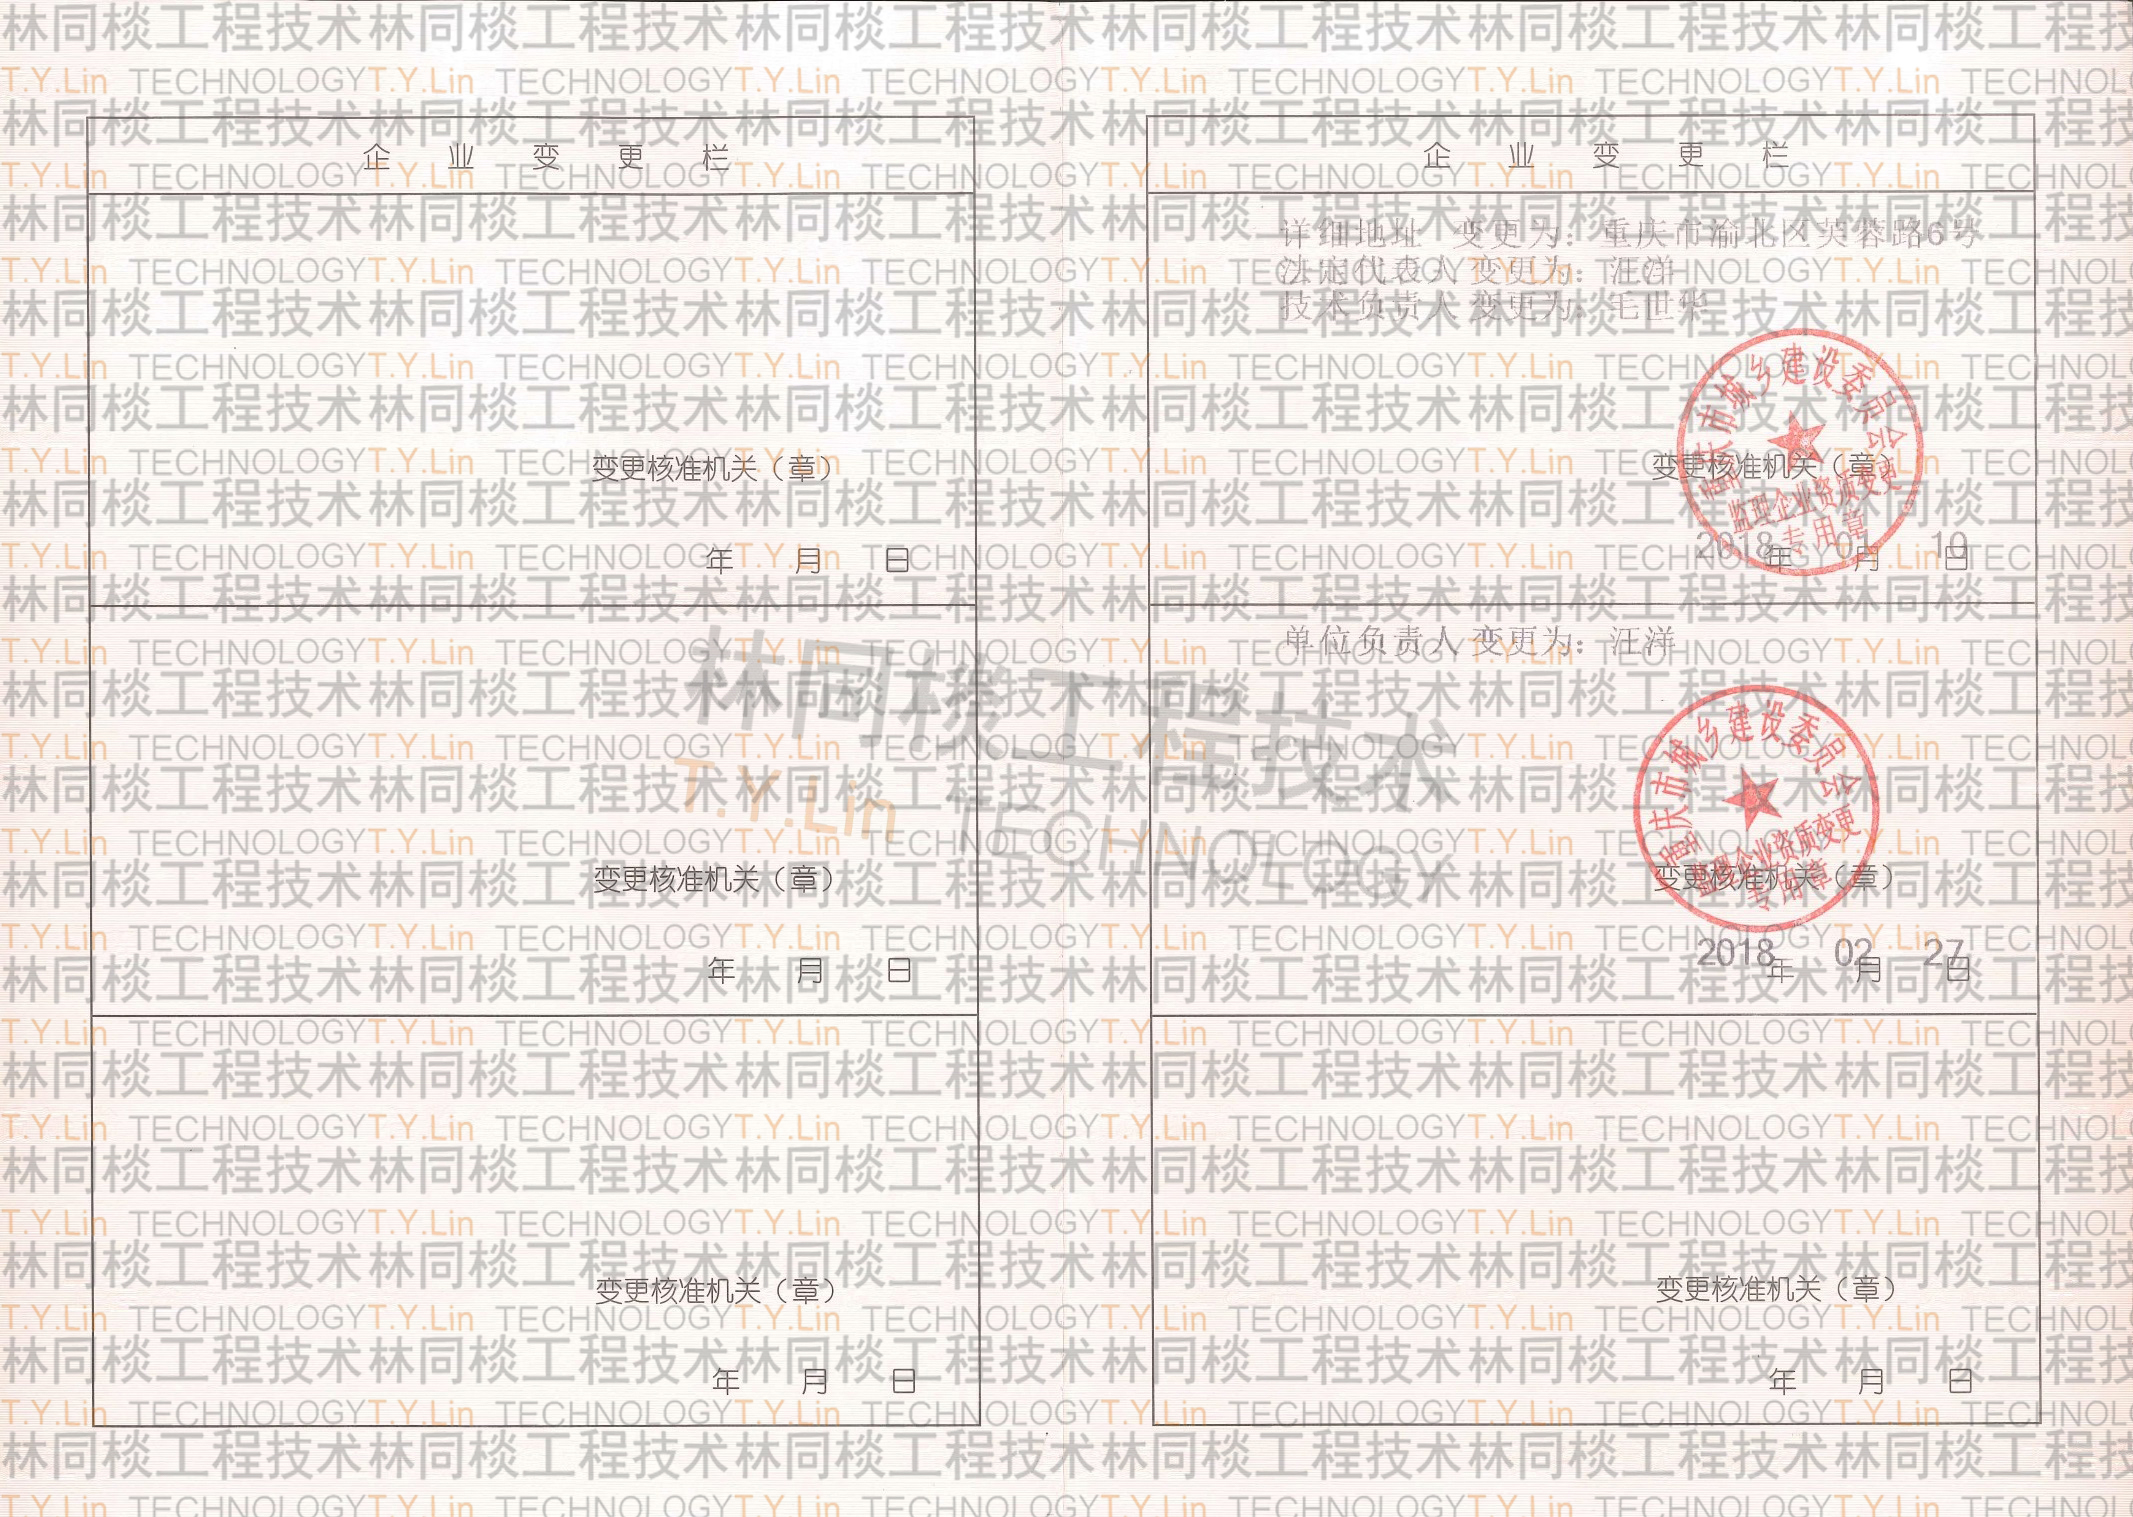 企 业 变 更 栏
变更核准机关（章）
年 月 日
变更核准机关（章）
年 月 日
变更核准机关（章）
年 月 日
企 业 变 更 栏
详细地址 变更为：重庆市渝北区芙蓉路6号
法定代表人 变更为：汪洋
技术负责人 变更为：毛世华
重庆市城乡建设委员会
监理企业资质变更
专用章
变更核准机关（章）
2018年 01月 10日
单位负责人 变更为：汪洋
重庆市城乡建设委员会
监理企业资质变更
专用章
变更核准机关（章）
2018年 02月 27日
变更核准机关（章）
年 月 日
林同棪工程技术
T.Y.Lin TECHNOLOGY